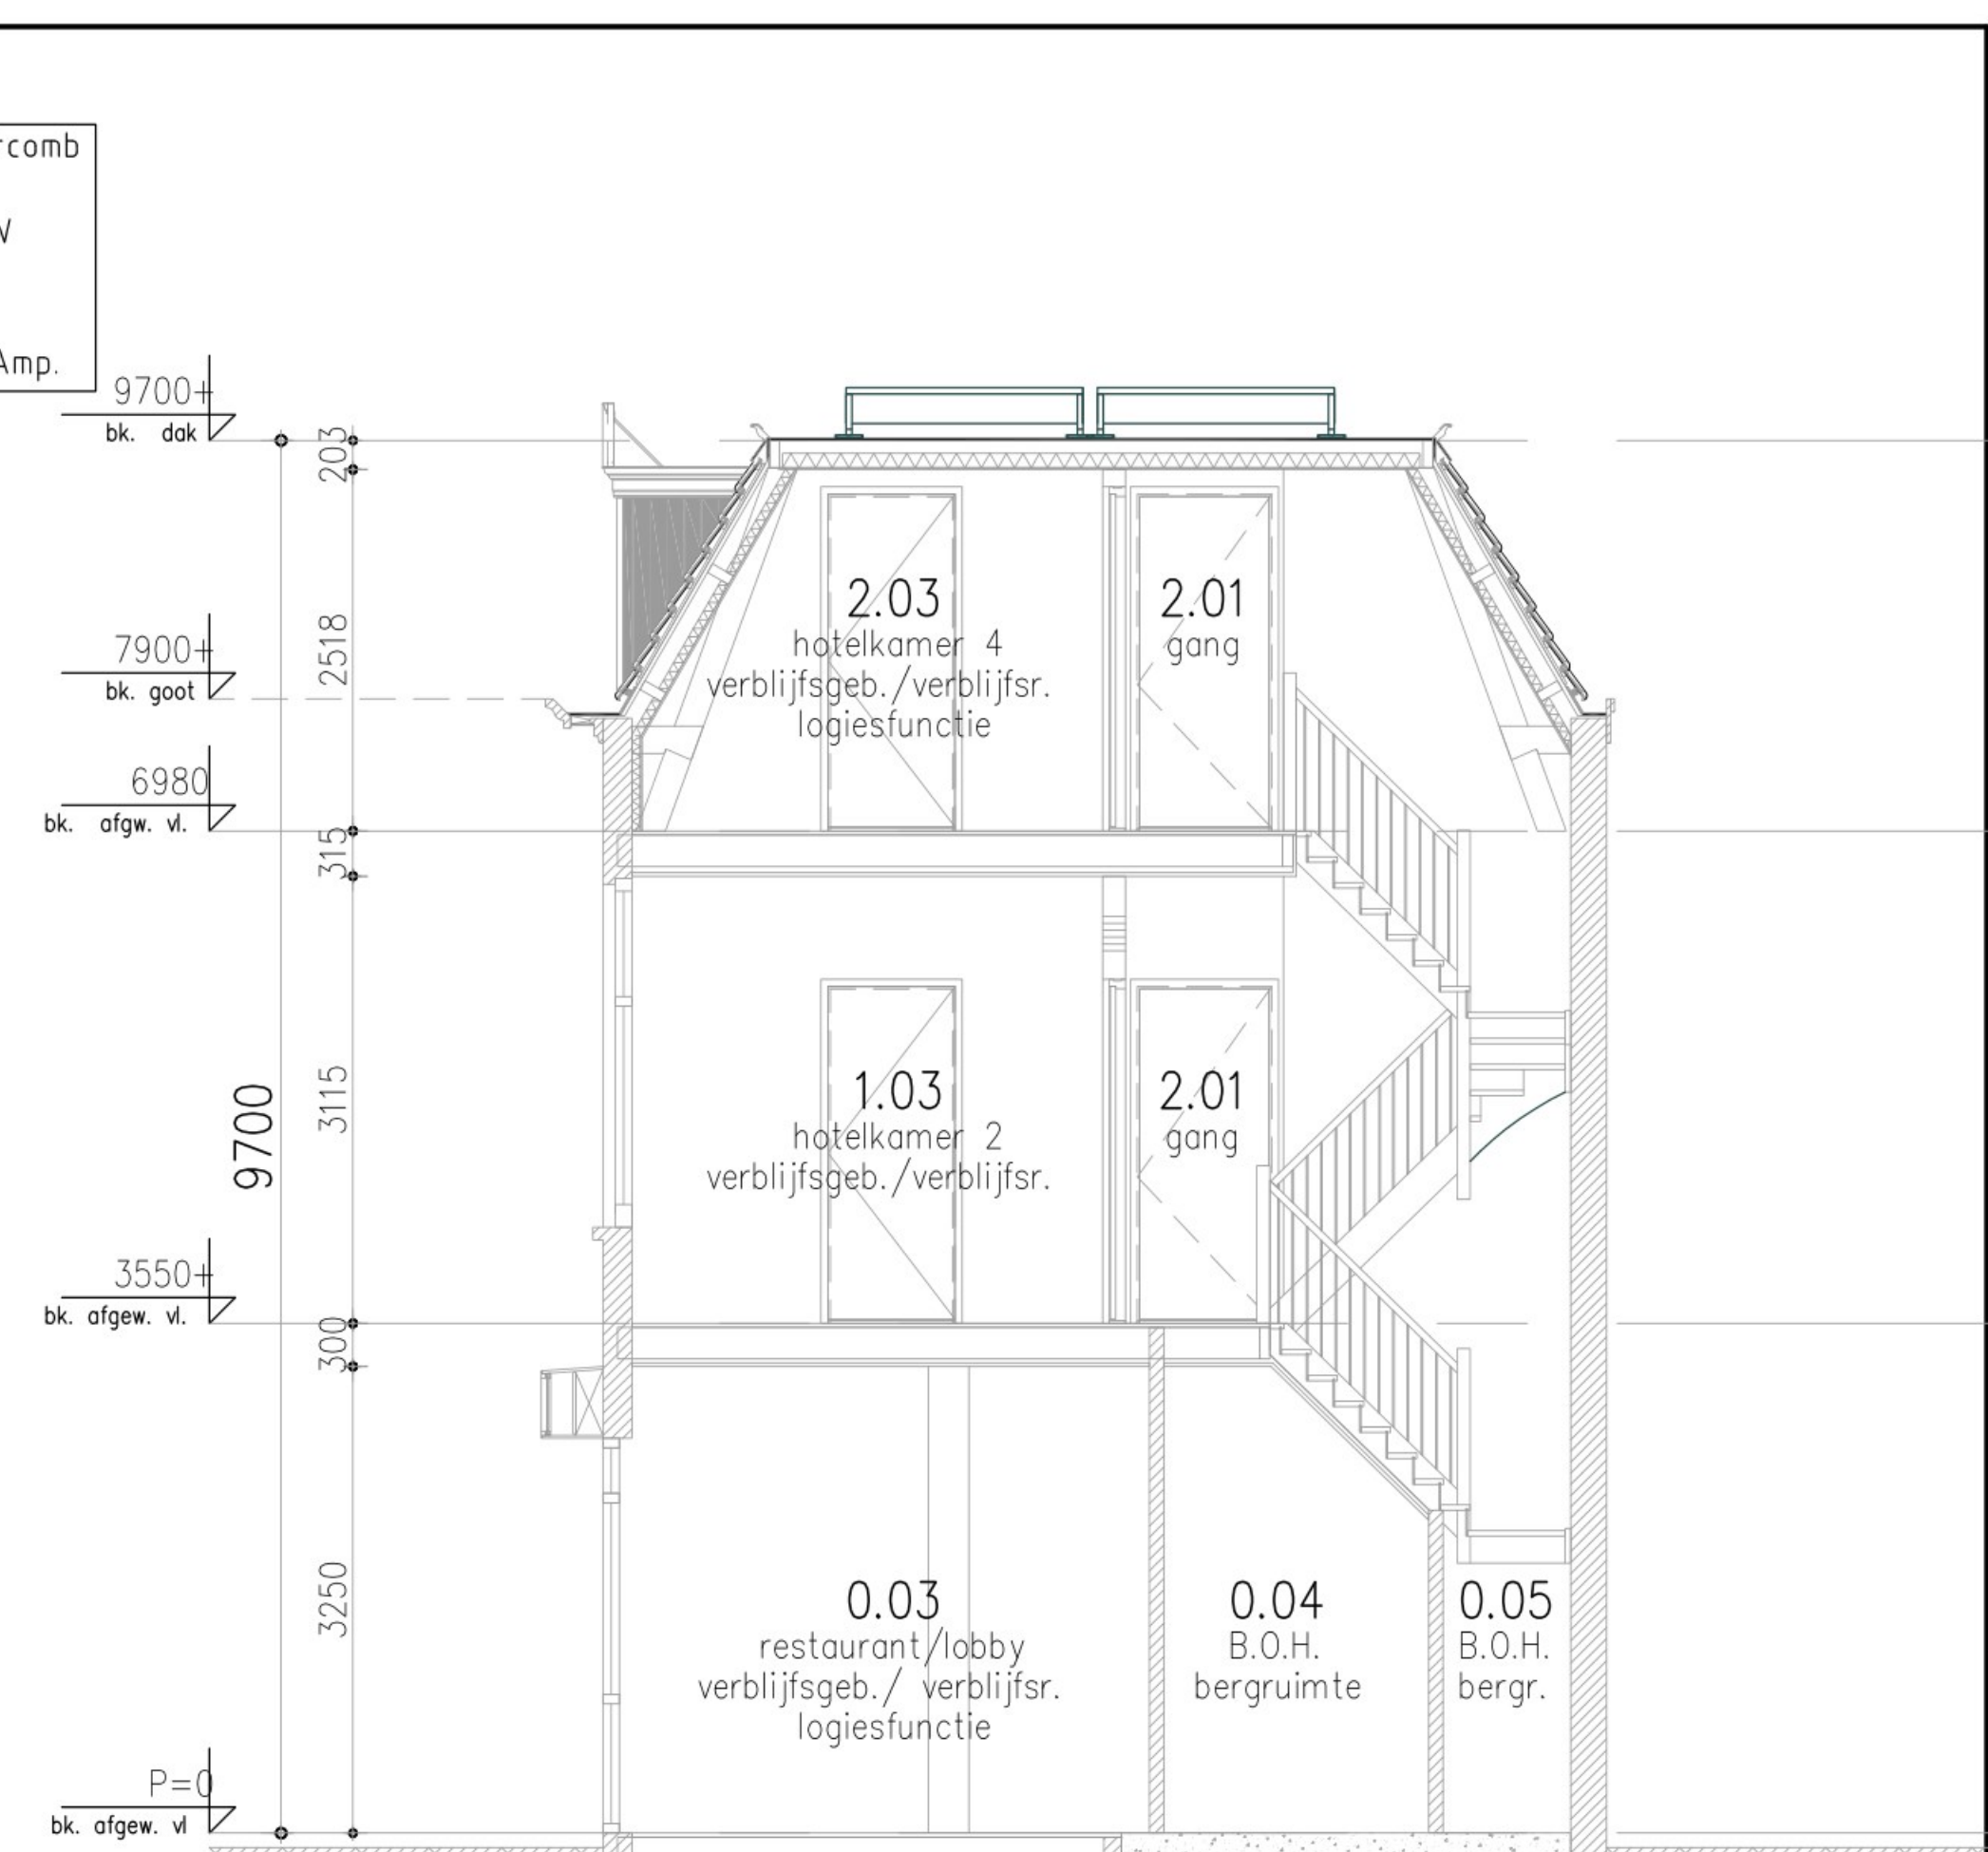 rcomb
W
Amp.
9700+
bk. dak
203
2518
7900+
bk. goot
6980
bk. afgw. vl.
315
3115
9700
3550+
bk. afgew. vl.
300
3250
P=0
bk. afgew. vl
2.03
hotelkamer 4
verblijfsgeb./verblijfsr.
logiesfunctie
2.01
gang
1.03
hotelkamer 2
verblijfsgeb./verblijfsr.
2.01
gang
0.03
restaurant/lobby
verblijfsgeb./ verblijfsr.
logiesfunctie
0.04
B.O.H.
bergruimte
0.05
B.O.H.
bergr.